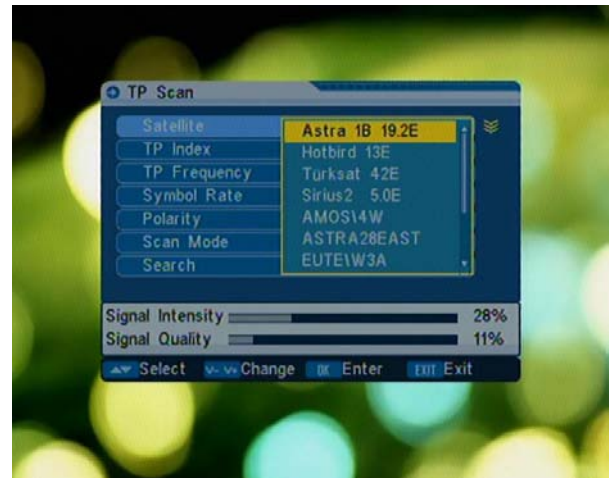 TP Scan
Satellite
TP Index
TP Frequency
Symbol Rate
Polarity
Scan Mode
Search
Astra 1B 19.2E
Hotbird 13E
Turksat 42E
Sirius2 5.0E
AMOS\4W
ASTRA28EAST
EUTE\W3A
Signal Intensity 28%
Signal Quality 11%
Select V- V+ Change OK Enter EXIT Exit